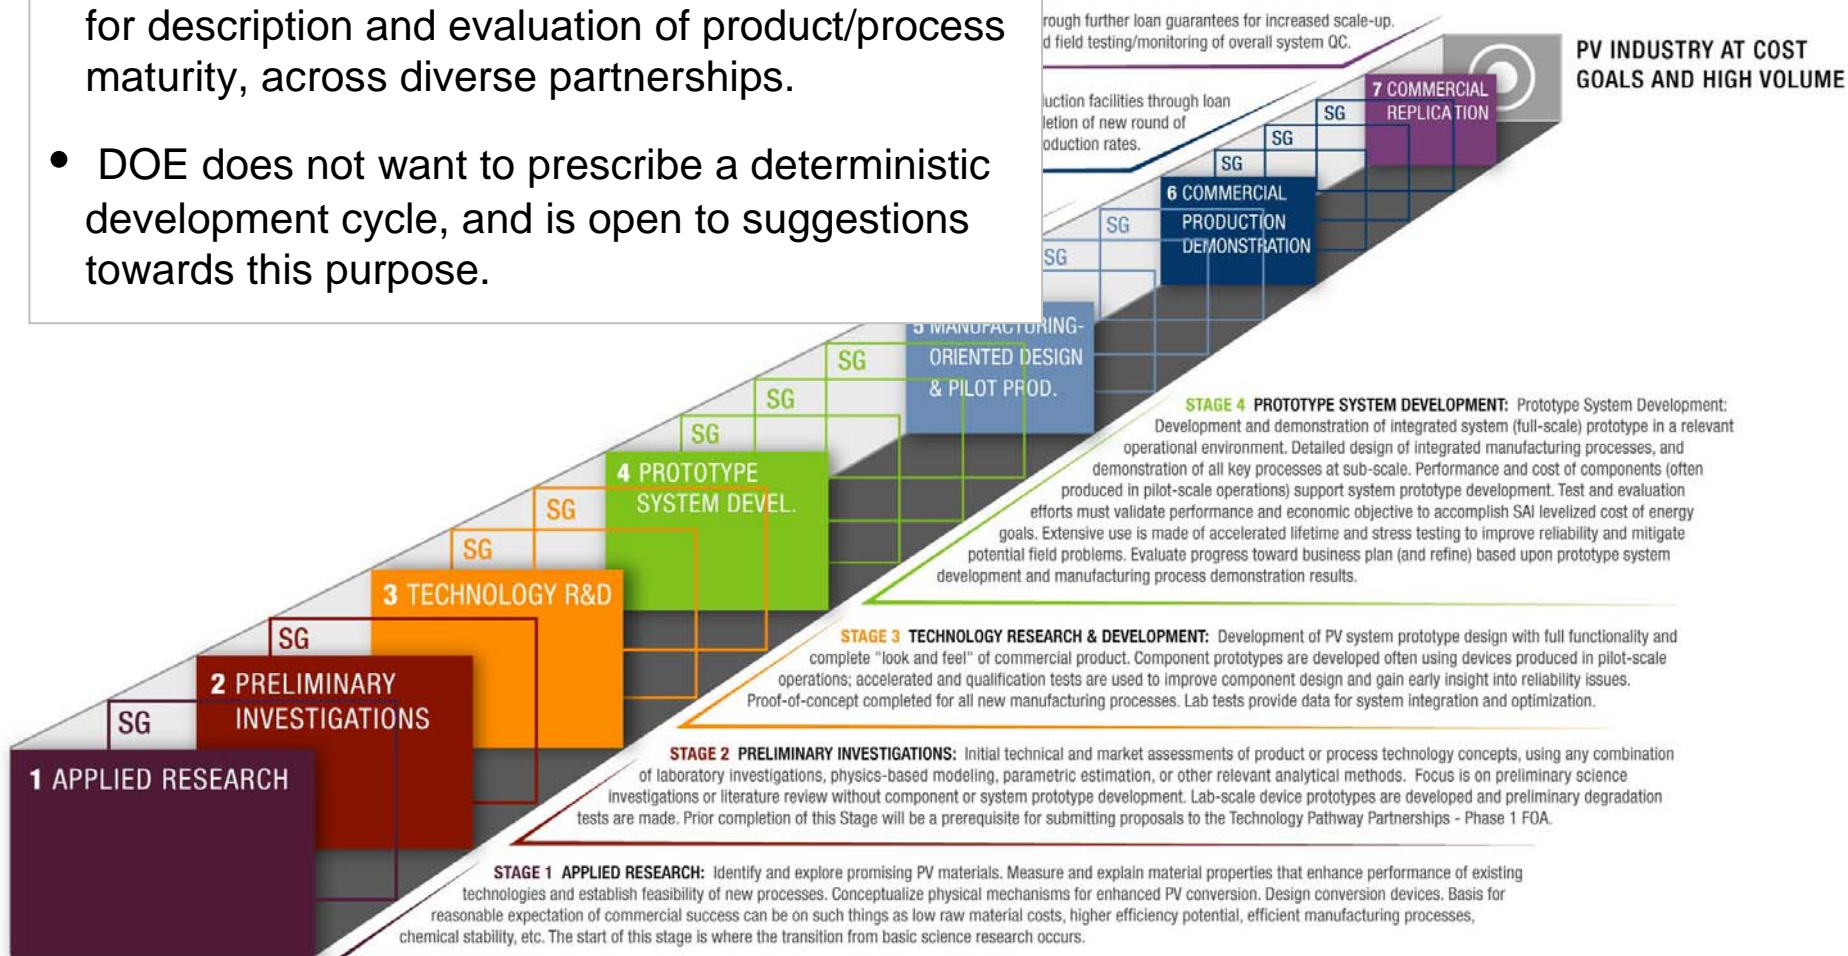 for description and evaluation of product/process
maturity, across diverse partnerships.
• DOE does not want to prescribe a deterministic
development cycle, and is open to suggestions
towards this purpose.
rough further loan guarantees for increased scale-up.
d field testing/monitoring of overall system QC.
PV INDUSTRY AT COST
GOALS AND HIGH VOLUME
7 COMMERCIAL
REPLICATION
uction facilities through loan
letion of new round of
oduction rates.
SG
SG
SG
6 COMMERCIAL
PRODUCTION
DEMONSTRATION
SG
SG
5 MANUFACTURING-
ORIENTED DESIGN
& PILOT PROD.
SG
SG
SG
4 PROTOTYPE
SYSTEM DEVEL.
SG
SG
3 TECHNOLOGY R&D
SG
2 PRELIMINARY
INVESTIGATIONS
SG
1 APPLIED RESEARCH
STAGE 4 PROTOTYPE SYSTEM DEVELOPMENT: Prototype System Development:
Development and demonstration of integrated system (full-scale) prototype in a relevant
operational environment. Detailed design of integrated manufacturing processes, and
demonstration of all key processes at sub-scale. Performance and cost of components (often
produced in pilot-scale operations) support system prototype development. Test and evaluation
efforts must validate performance and economic objective to accomplish SAI levelized cost of energy
goals. Extensive use is made of accelerated lifetime and stress testing to improve reliability and mitigate
potential field problems. Evaluate progress toward business plan (and refine) based upon prototype system
development and manufacturing process demonstration results.
STAGE 3 TECHNOLOGY RESEARCH & DEVELOPMENT: Development of PV system prototype design with full functionality and
complete "look and feel" of commercial product. Component prototypes are developed often using devices produced in pilot-scale
operations; accelerated and qualification tests are used to improve component design and gain early insight into reliability issues.
Proof-of-concept completed for all new manufacturing processes. Lab tests provide data for system integration and optimization.
STAGE 2 PRELIMINARY INVESTIGATIONS: Initial technical and market assessments of product or process technology concepts, using any combination
of laboratory investigations, physics-based modeling, parametric estimation, or other relevant analytical methods. Focus is on preliminary science
investigations or literature review without component or system prototype development. Lab-scale device prototypes are developed and preliminary degradation
tests are made. Prior completion of this Stage will be a prerequisite for submitting proposals to the Technology Pathway Partnerships - Phase 1 FOA.
STAGE 1 APPLIED RESEARCH: Identify and explore promising PV materials. Measure and explain material properties that enhance performance of existing
technologies and establish feasibility of new processes. Conceptualize physical mechanisms for enhanced PV conversion. Design conversion devices. Basis for
reasonable expectation of commercial success can be on such things as low raw material costs, higher efficiency potential, efficient manufacturing processes,
chemical stability, etc. The start of this stage is where the transition from basic science research occurs.